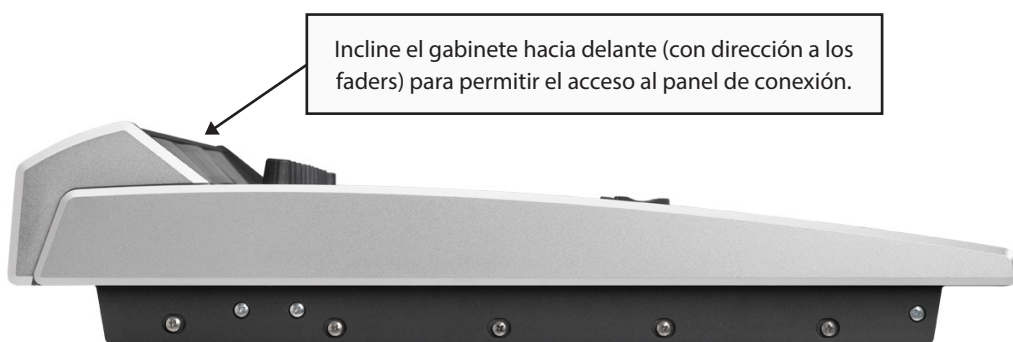 Incline el gabinete hacia delante (con dirección a los
faders) para permitir el acceso al panel de conexión.